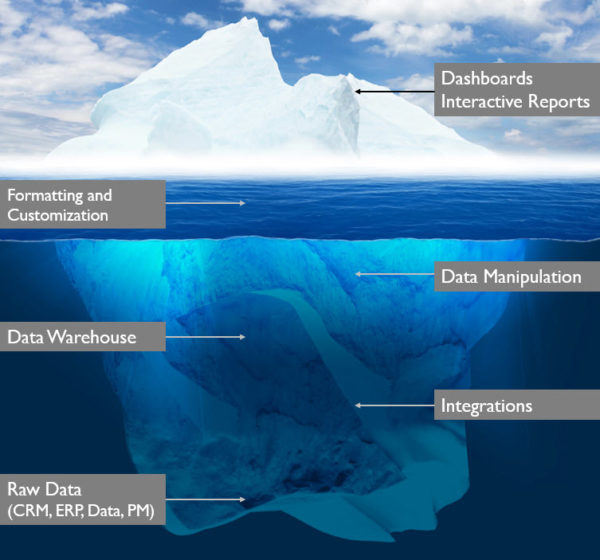 Dashboards
Interactive Reports
Formatting and
Customization
Data Manipulation
Data Warehouse
Integrations
Raw Data
(CRM, ERP, Data, PM)